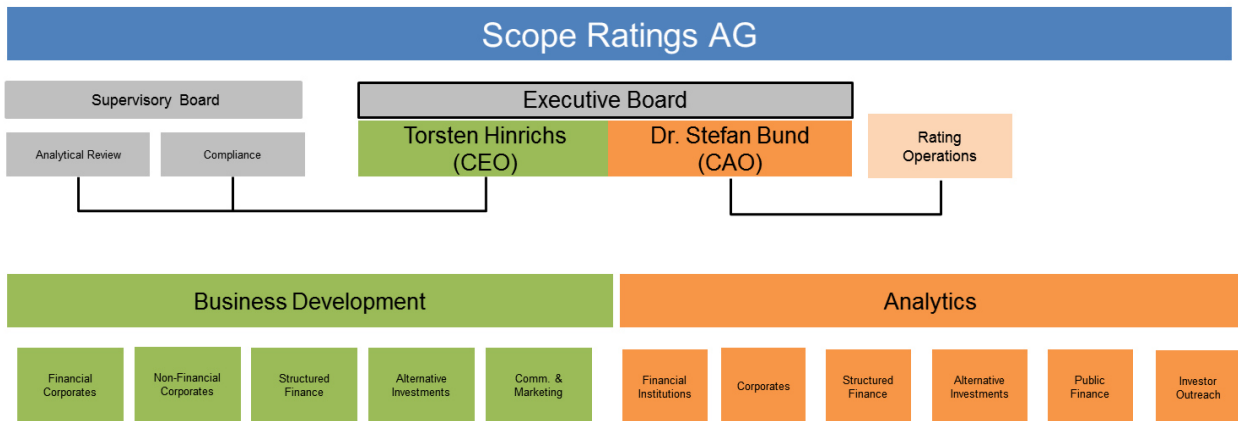 Scope Ratings AG
Supervisory Board
Executive Board
Analytical Review
Compliance
Torsten Hinrichs
(CEO)
Dr. Stefan Bund
(CAO)
Rating
Operations
Business Development
Analytics
Financial
Corporates
Non-Financial
Corporates
Structured
Finance
Alternative
Investments
Comm. &
Marketing
Financial
Institutions
Corporates
Structured
Finance
Alternative
Investments
Public
Finance
Investor
Outreach